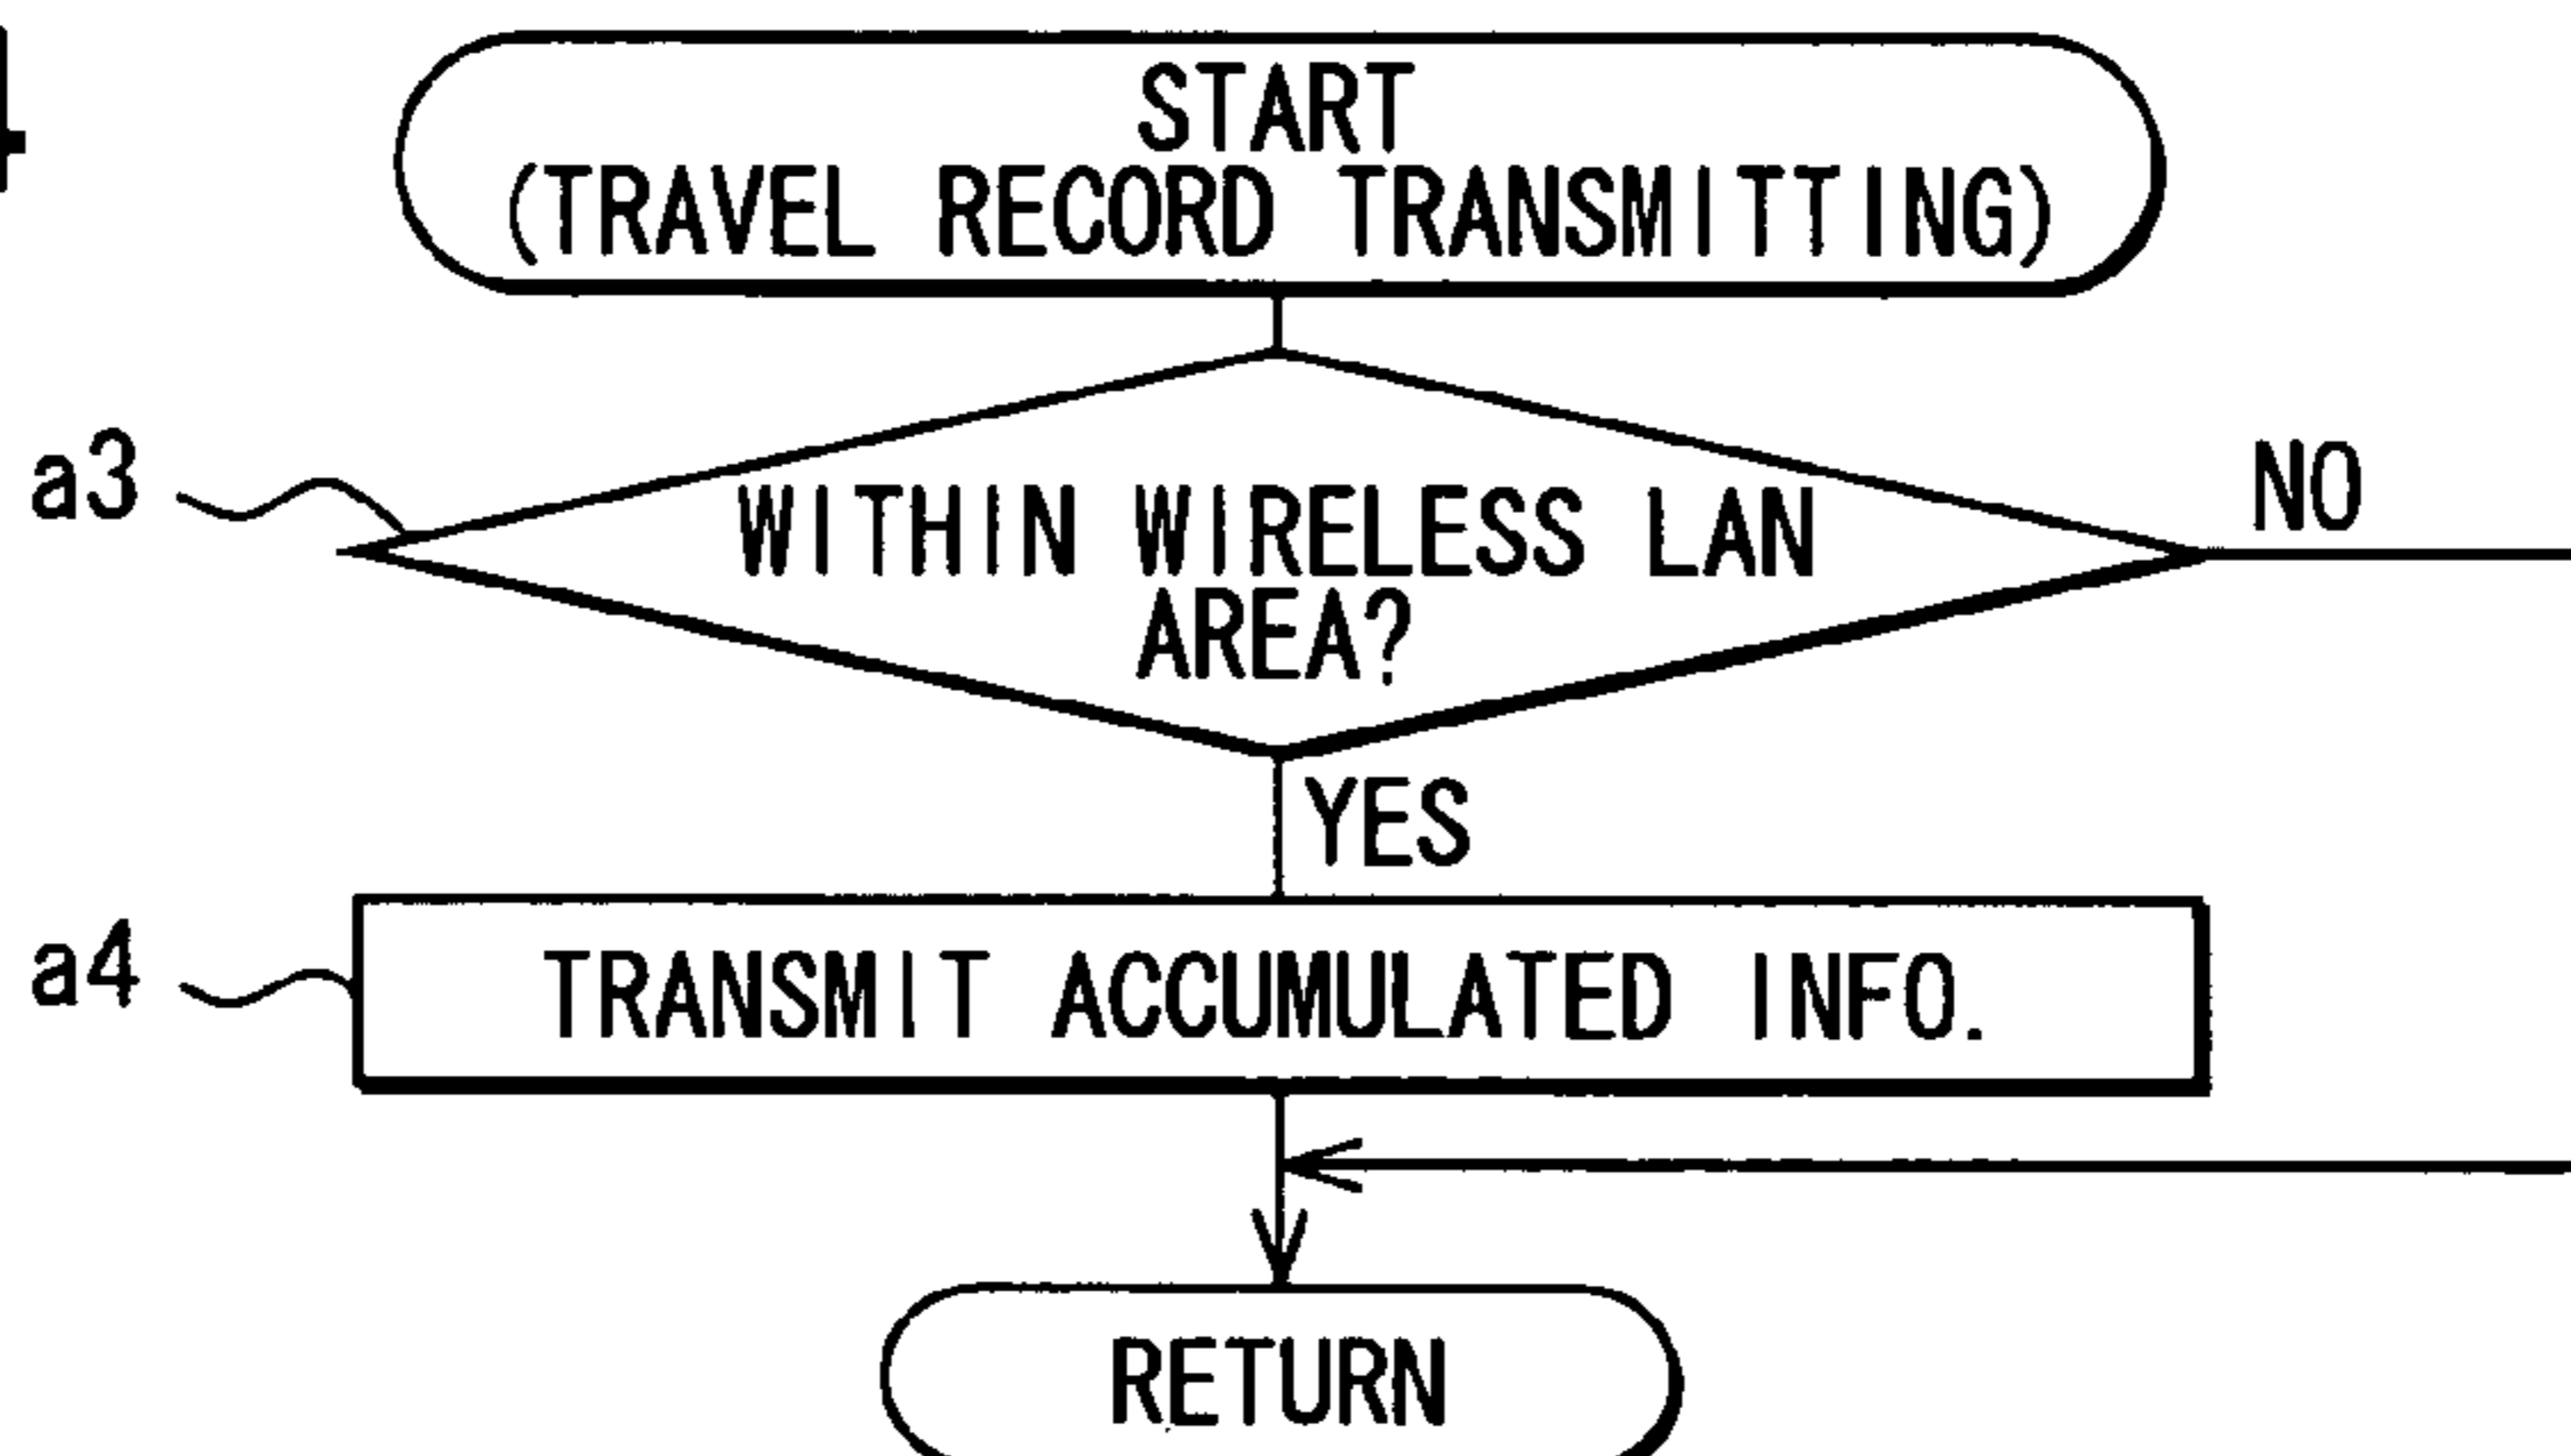 START
(TRAVEL RECORD TRANSMITTING)
a3
WITHIN WIRELESS LAN
AREA?
NO
YES
a4
TRANSMIT ACCUMULATED INFO.
RETURN